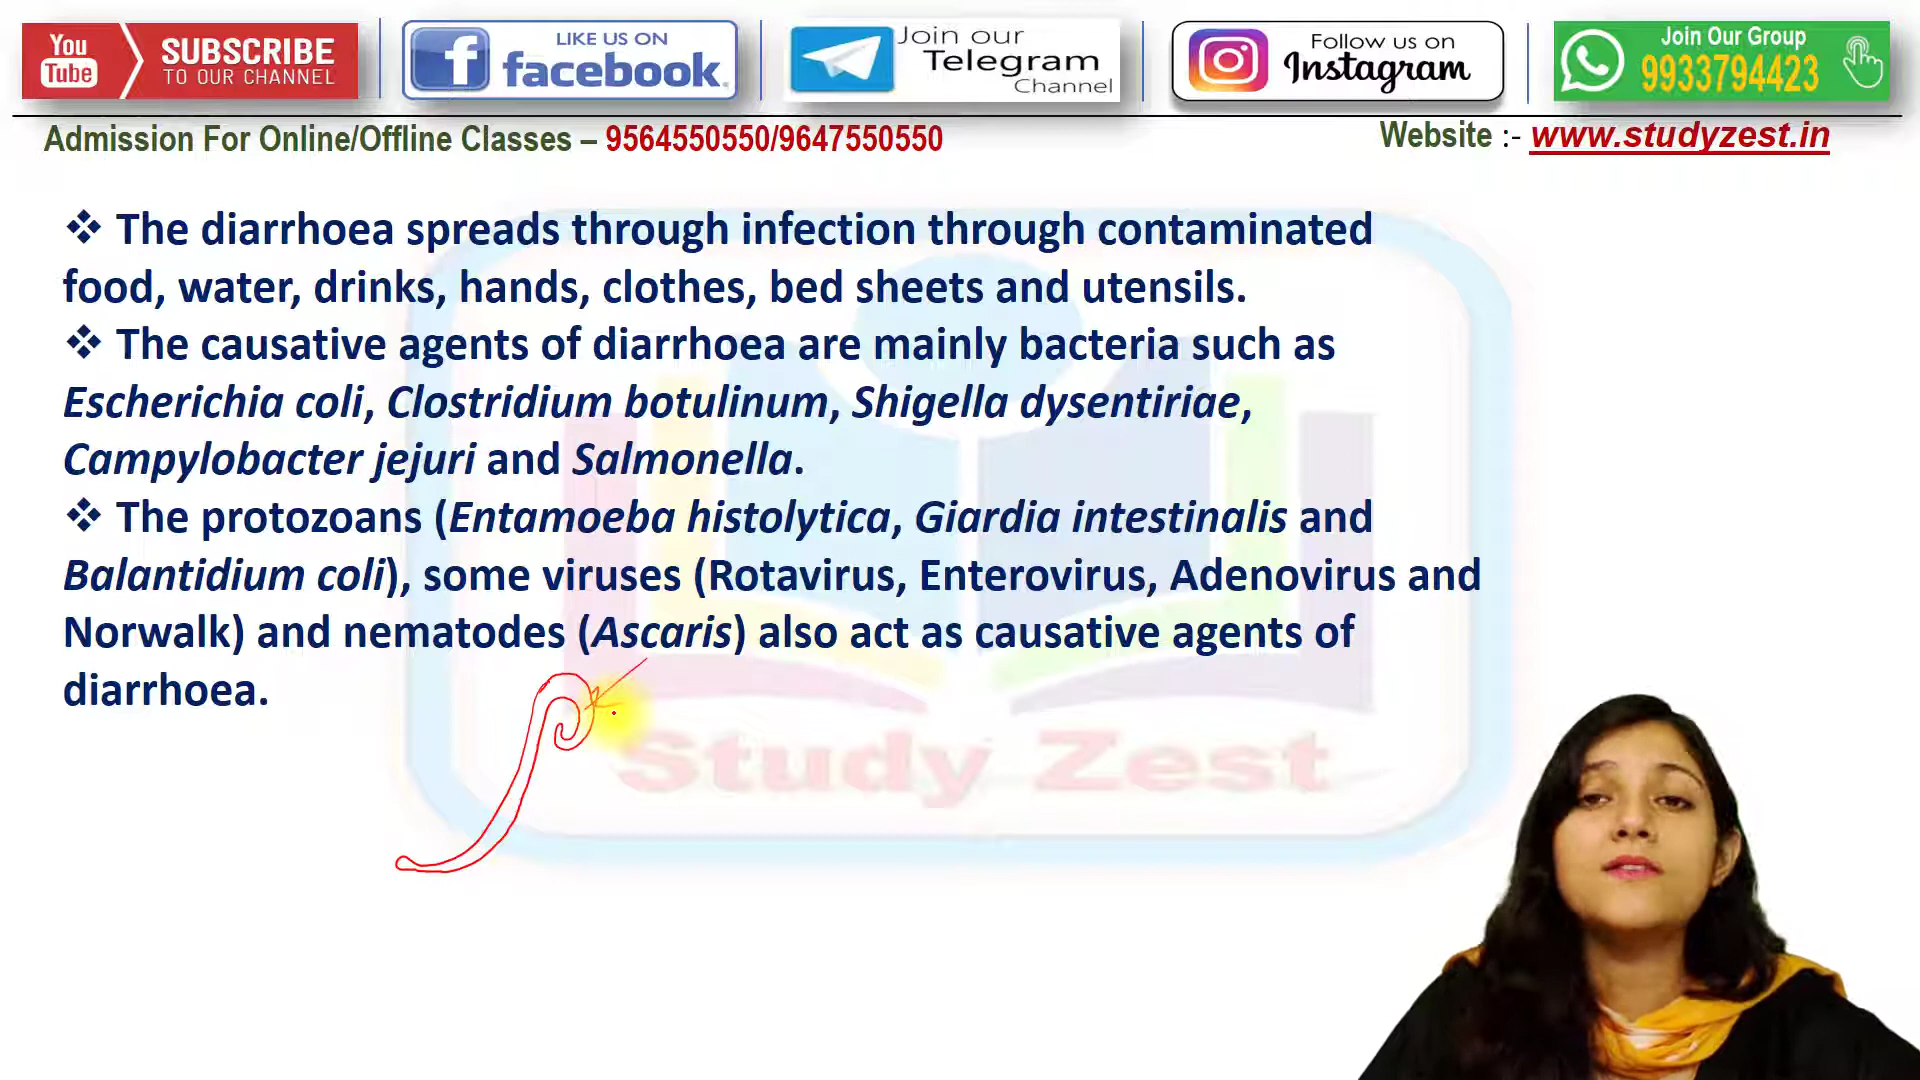 You Tube SUBSCRIBE TO OUR CHANNEL
LIKE US ON facebook.
Join our Telegram Channel
Follow us on Instagram
Join Our Group 9933794423
Admission For Online/Offline Classes – 9564550550/9647550550
Website :- www.studyzest.in
❖ The diarrhoea spreads through infection through contaminated
food, water, drinks, hands, clothes, bed sheets and utensils.
❖ The causative agents of diarrhoea are mainly bacteria such as
Escherichia coli, Clostridium botulinum, Shigella dysentiriae,
Campylobacter jejuri and Salmonella.
❖ The protozoans (Entamoeba histolytica, Giardia intestinalis and
Balantidium coli), some viruses (Rotavirus, Enterovirus, Adenovirus and
Norwalk) and nematodes (Ascaris) also act as causative agents of
diarrhoea.
Study Zest